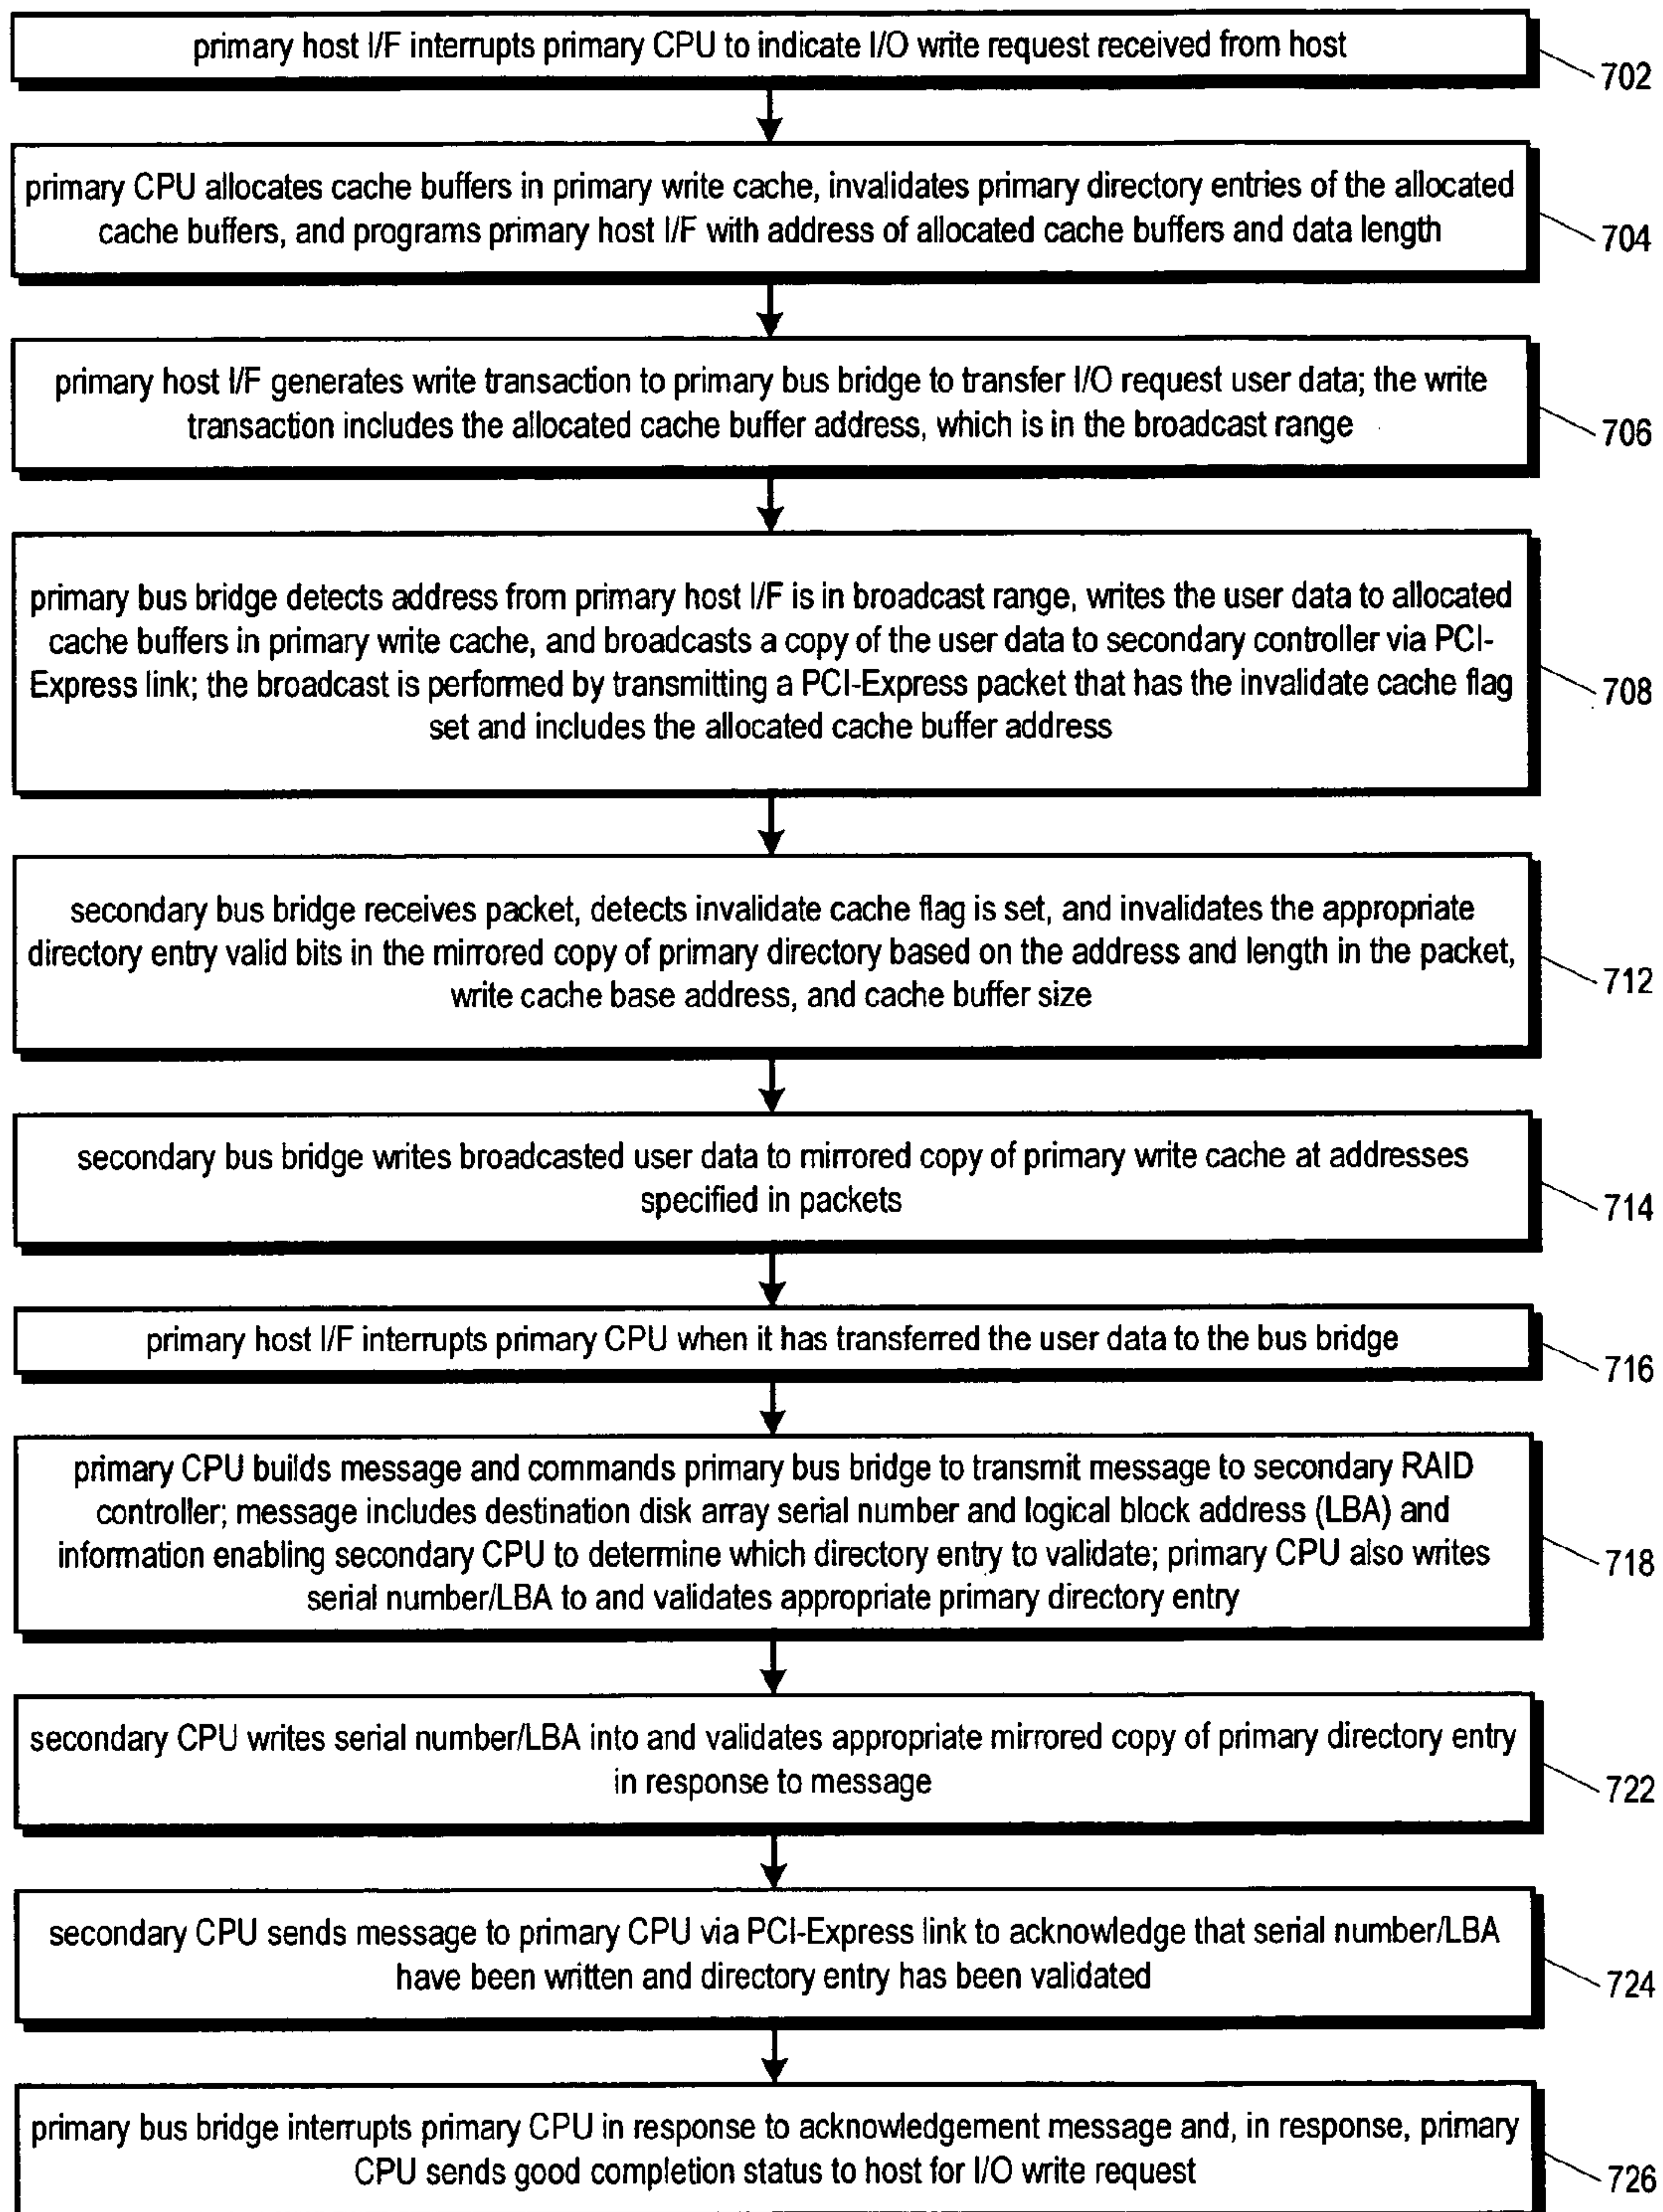 primary host I/F interrupts primary CPU to indicate I/O write request received from host
702
primary CPU allocates cache buffers in primary write cache, invalidates primary directory entries of the allocated
cache buffers, and programs primary host I/F with address of allocated cache buffers and data length
704
primary host I/F generates write transaction to primary bus bridge to transfer I/O request user data; the write
transaction includes the allocated cache buffer address, which is in the broadcast range
706
primary bus bridge detects address from primary host I/F is in broadcast range, writes the user data to allocated
cache buffers in primary write cache, and broadcasts a copy of the user data to secondary controller via PCI-
Express link; the broadcast is performed by transmitting a PCI-Express packet that has the invalidate cache flag
set and includes the allocated cache buffer address
708
secondary bus bridge receives packet, detects invalidate cache flag is set, and invalidates the appropriate
directory entry valid bits in the mirrored copy of primary directory based on the address and length in the packet,
write cache base address, and cache buffer size
712
secondary bus bridge writes broadcasted user data to mirrored copy of primary write cache at addresses
specified in packets
714
primary host I/F interrupts primary CPU when it has transferred the user data to the bus bridge
716
primary CPU builds message and commands primary bus bridge to transmit message to secondary RAID
controller; message includes destination disk array serial number and logical block address (LBA) and
information enabling secondary CPU to determine which directory entry to validate; primary CPU also writes
serial number/LBA to and validates appropriate primary directory entry
718
secondary CPU writes serial number/LBA into and validates appropriate mirrored copy of primary directory entry
in response to message
722
secondary CPU sends message to primary CPU via PCI-Express link to acknowledge that serial number/LBA
have been written and directory entry has been validated
724
primary bus bridge interrupts primary CPU in response to acknowledgement message and, in response, primary
CPU sends good completion status to host for I/O write request
726